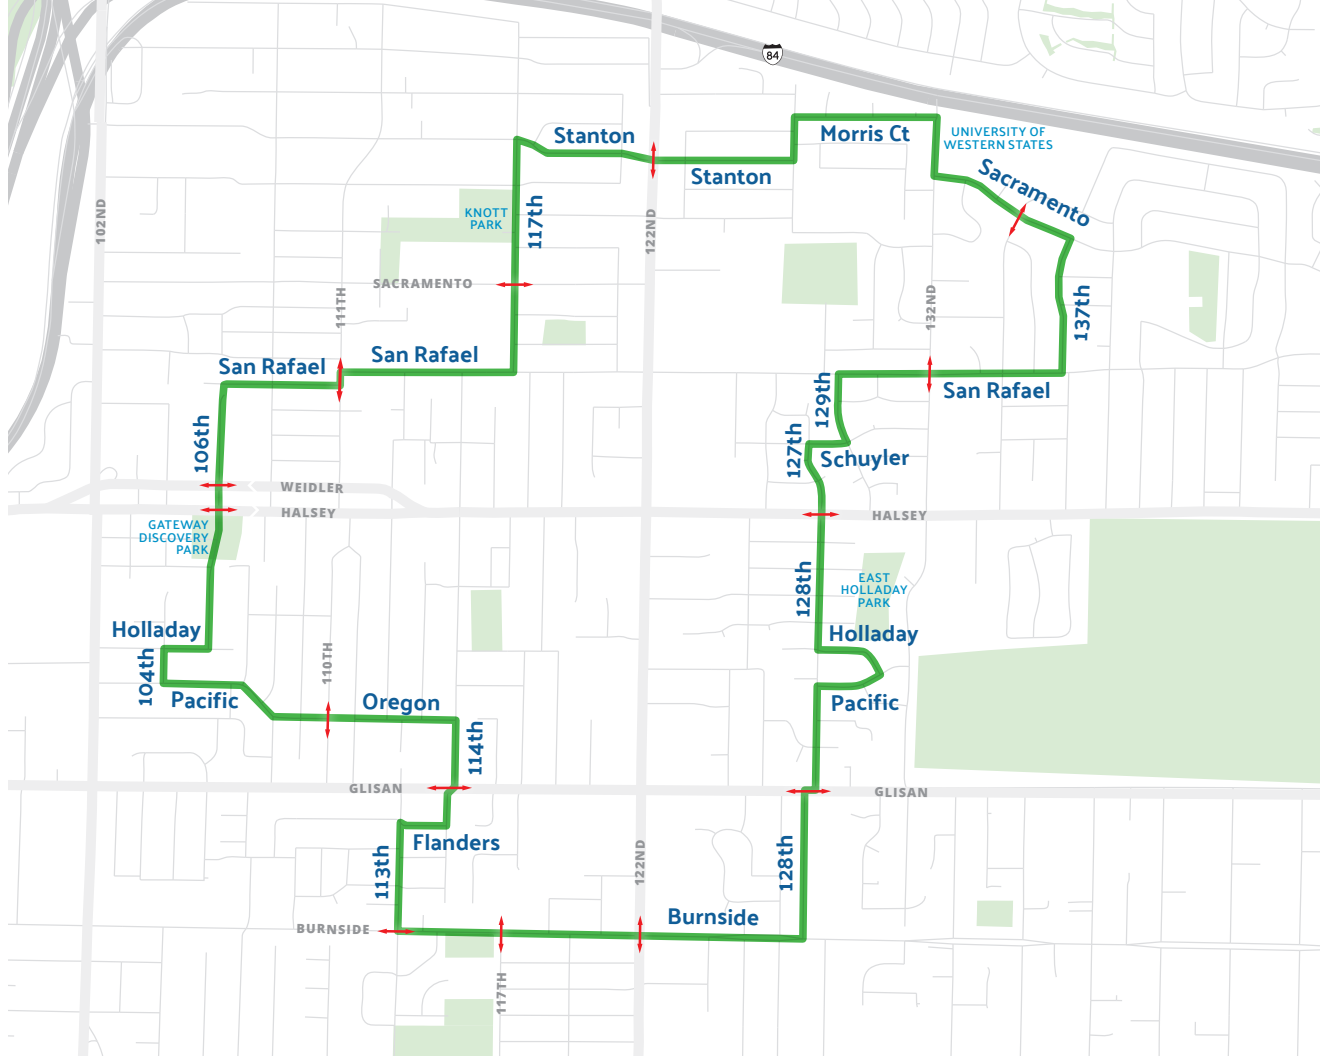 84
Stanton
Morris Ct
UNIVERSITY OF
WESTERN STATES
Stanton
Sacramento
102ND
KNOTT
PARK
117th
122ND
SACRAMENTO
111TH
132ND
137th
San Rafael
San Rafael
San Rafael
129th
106th
127th
Schuyler
WEIDLER
HALSEY
HALSEY
GATEWAY
DISCOVERY
PARK
128th
EAST
HOLLADAY
PARK
Holladay
Holladay
104th
110TH
Pacific
Oregon
Pacific
114th
GLISAN
GLISAN
Flanders
113th
122ND
128th
Burnside
BURNSIDE
117TH